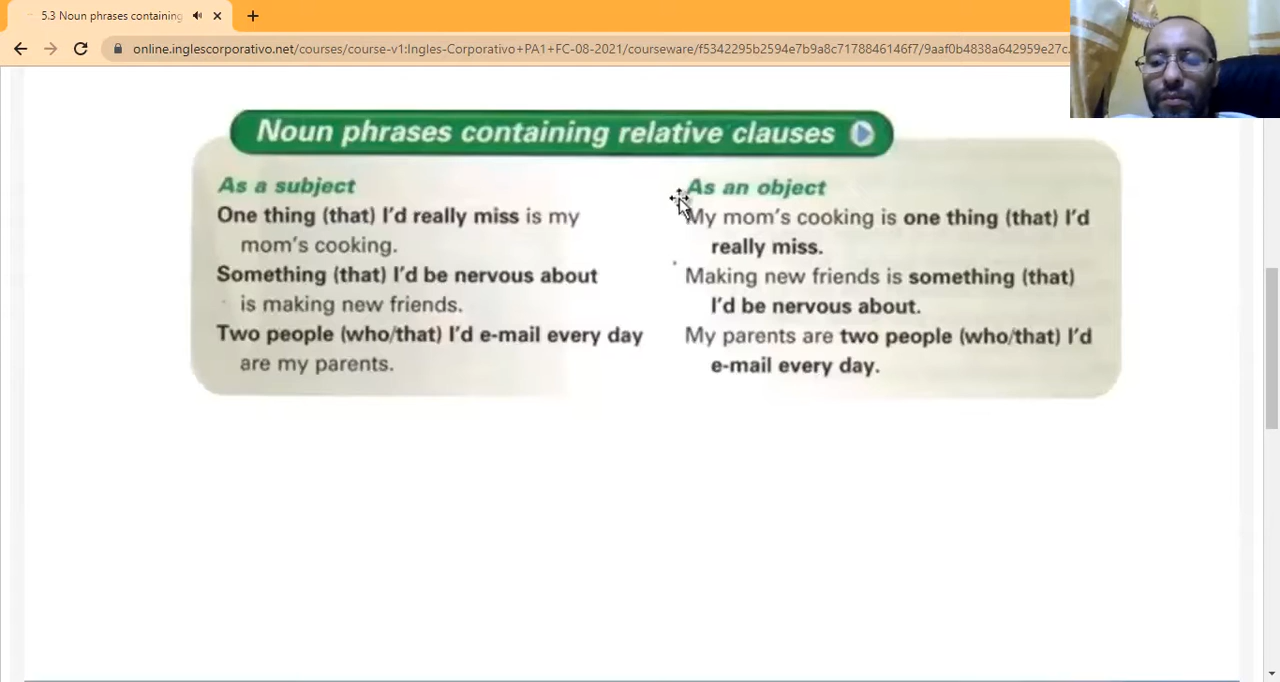 5.3 Noun phrases containing
online.inglescorporativo.net/courses/course-v1:Ingles-Corporativo+PA1+FC-08-2021/courseware/f5342295b2594e7b9a8c7178846146f7/9aaf0b4838a642959e27c
Noun phrases containing relative clauses
As a subject
One thing (that) I'd really miss is my
mom's cooking.
Something (that) I'd be nervous about
is making new friends.
Two people (who/that) I'd e-mail every day
are my parents.
As an object
My mom's cooking is one thing (that) I'd
really miss.
Making new friends is something (that)
I'd be nervous about.
My parents are two people (who/that) I'd
e-mail every day.